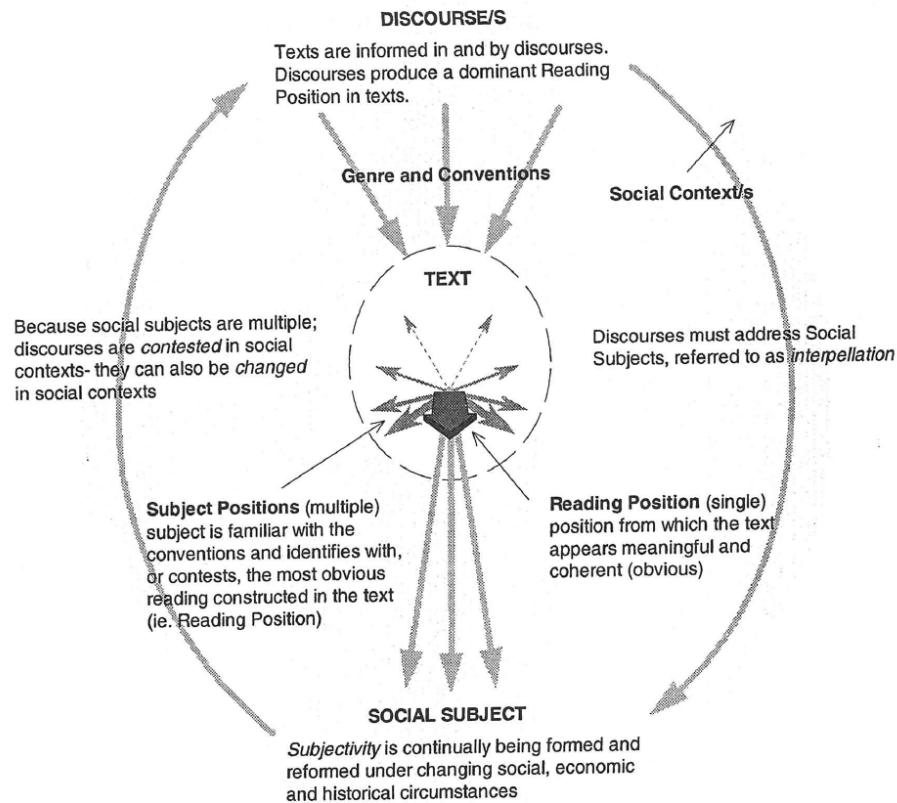 DISCOURSE/S
Texts are informed in and by discourses.
Discourses produce a dominant Reading
Position in texts.
Genre and Conventions
Social Context/s
TEXT
Because social subjects are multiple;
discourses are contested in social
contexts- they can also be changed
in social contexts
Discourses must address Social
Subjects, referred to as interpellation
Subject Positions (multiple)
subject is familiar with the
conventions and identifies with,
or contests, the most obvious
reading constructed in the text
(ie. Reading Position)
Reading Position (single)
position from which the text
appears meaningful and
coherent (obvious)
SOCIAL SUBJECT
Subjectivity is continually being formed and
reformed under changing social, economic
and historical circumstances